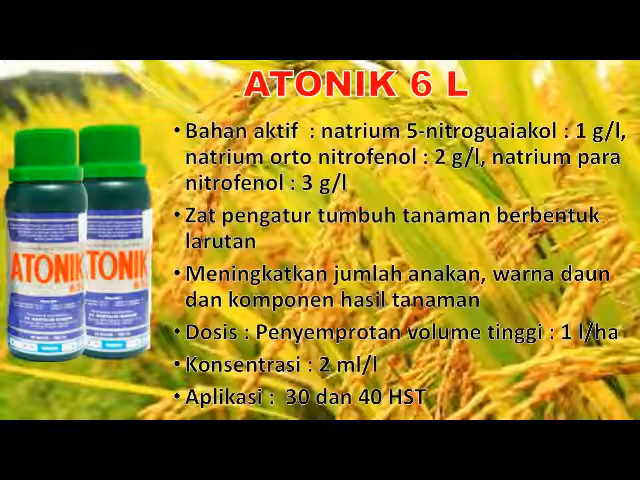 ATONIK 6 L
• Bahan aktif : natrium 5-nitroguaiakol : 1 g/l,
natrium orto nitrofenol : 2 g/l, natrium para
nitrofenol : 3 g/l
• Zat pengatur tumbuh tanaman berbentuk
larutan
• Meningkatkan jumlah anakan, warna daun
dan komponen hasil tanaman
• Dosis : Penyemprotan volume tinggi : 1 l/ha
• Konsentrasi : 2 ml/l
• Aplikasi : 30 dan 40 HST
ATONIK
ATONIK